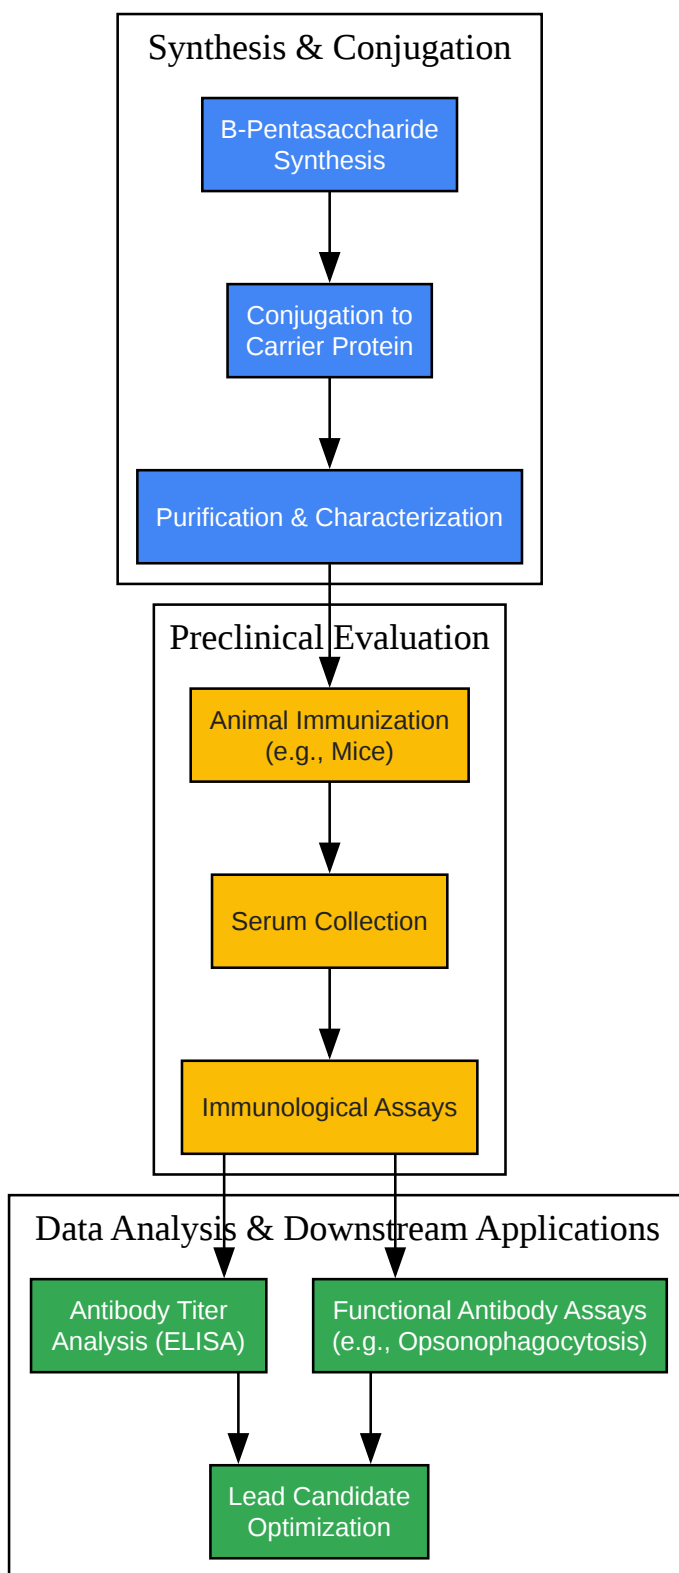 Synthesis & Conjugation
B-Pentasaccharide
Synthesis
Conjugation to
Carrier Protein
Purification & Characterization
Preclinical Evaluation
Animal Immunization
(e.g., Mice)
Serum Collection
Immunological Assays
Data Analysis & Downstream Applications
Antibody Titer
Analysis (ELISA)
Functional Antibody Assays
(e.g., Opsonophagocytosis)
Lead Candidate
Optimization